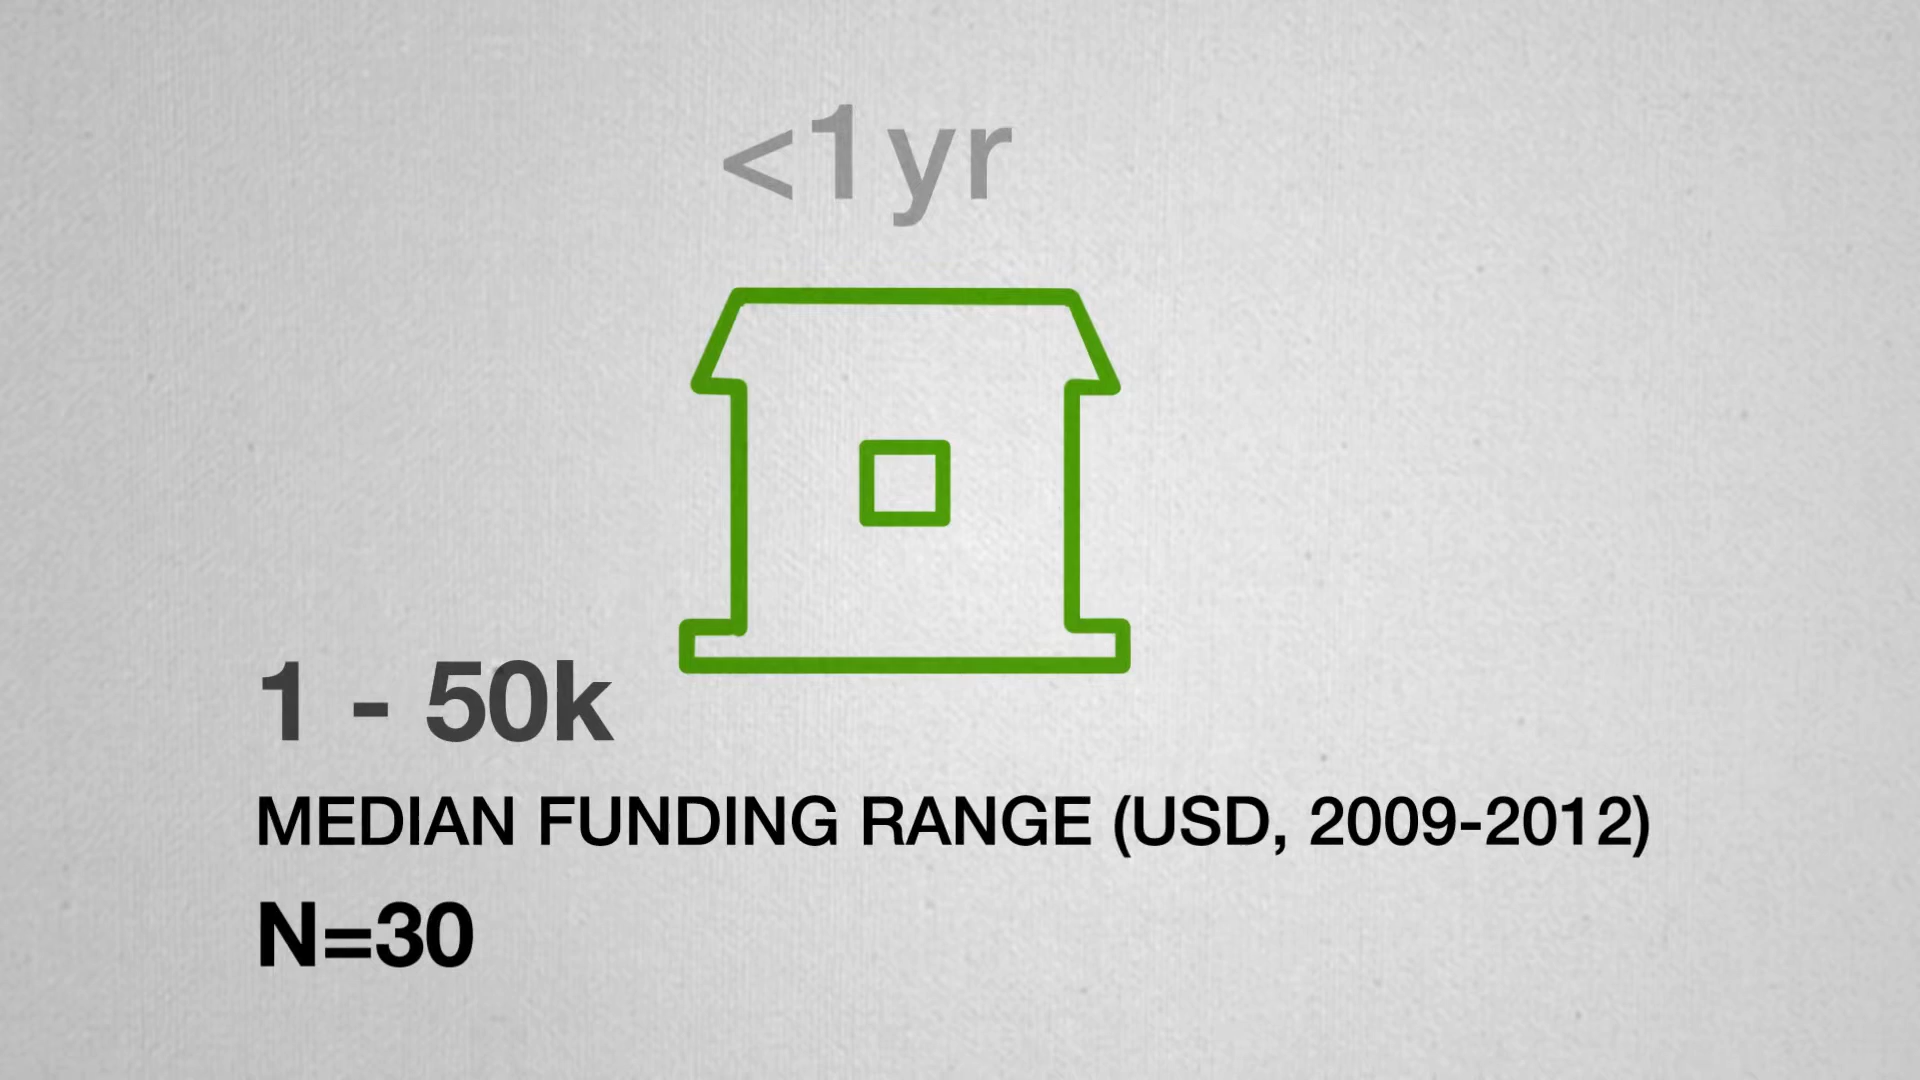 <1yr
1 - 50k
MEDIAN FUNDING RANGE (USD, 2009-2012)
N=30